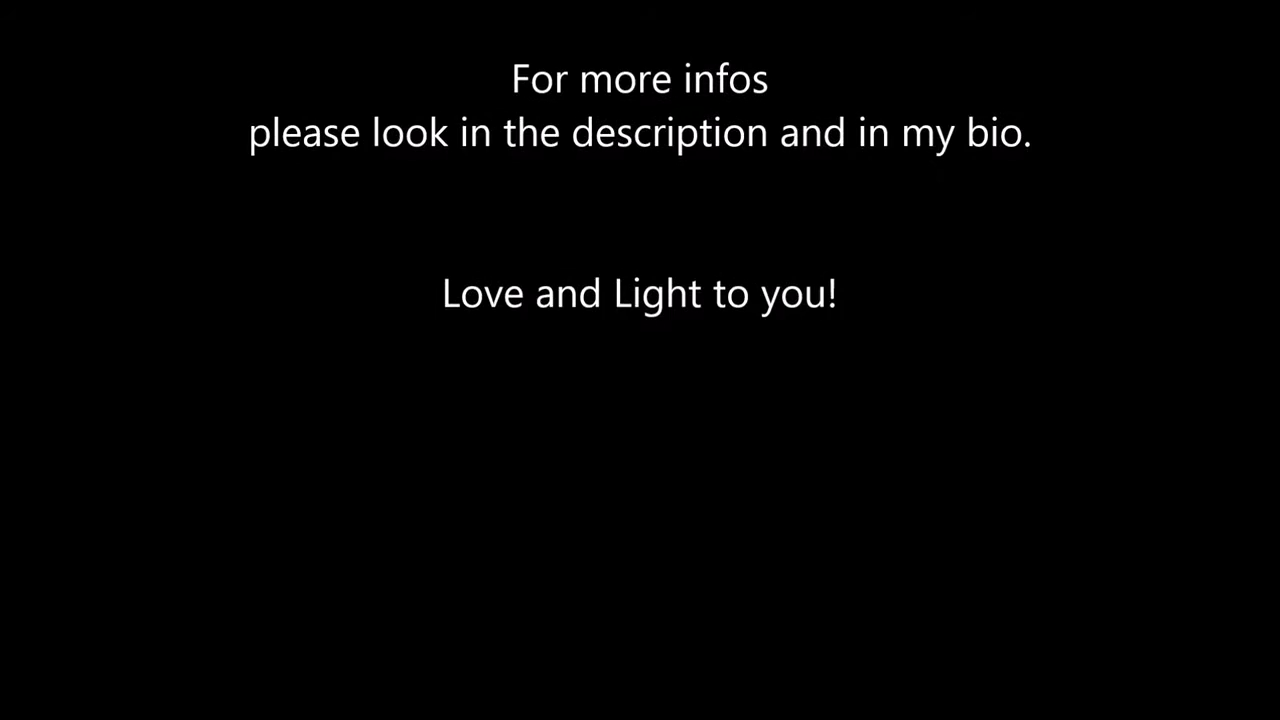 For more infos
please look in the description and in my bio.
Love and Light to you!